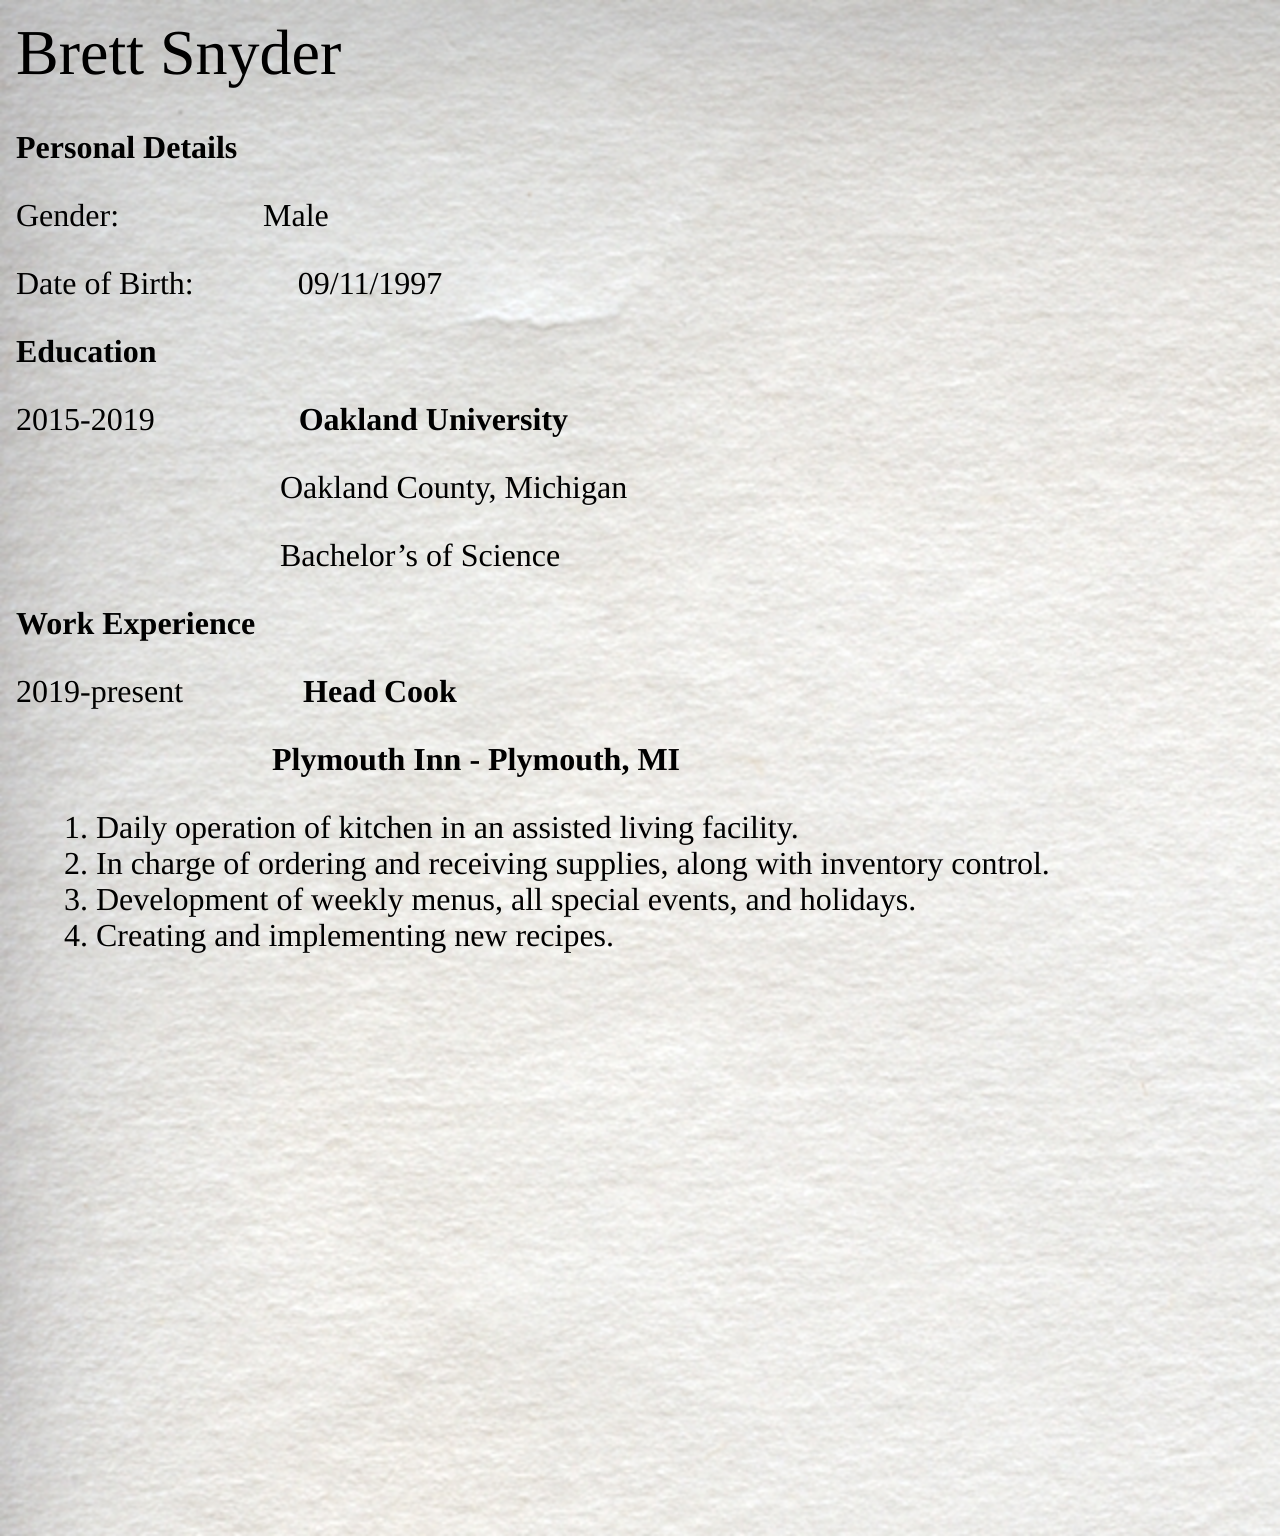 Brett Snyder
Personal Details
Gender: Male
Date of Birth: 09/11/1997
Education
2015-2019 Oakland University
Oakland County, Michigan
Bachelor’s of Science
Work Experience
2019-present Head Cook
Plymouth Inn - Plymouth, MI
1. Daily operation of kitchen in an assisted living facility.
2. In charge of ordering and receiving supplies, along with inventory control.
3. Development of weekly menus, all special events, and holidays.
4. Creating and implementing new recipes.